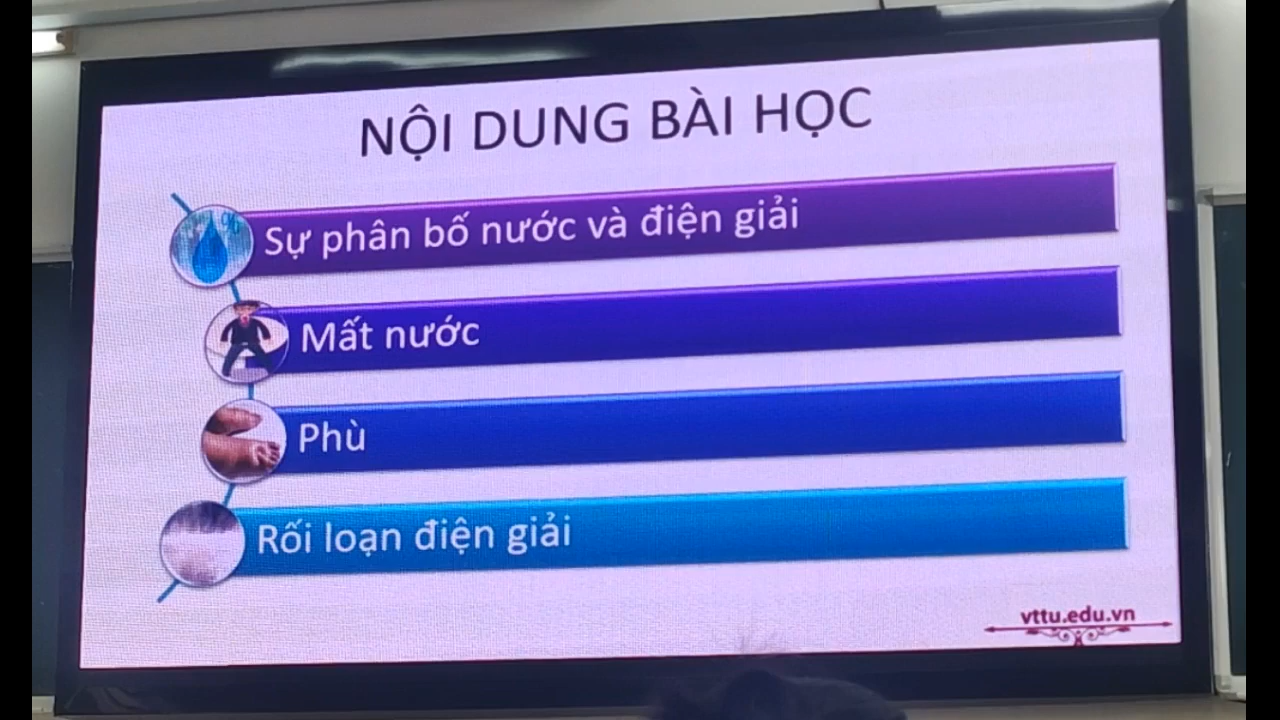 NỘI DUNG BÀI HỌC
Sự phân bố nước và điện giải
Mất nước
Phù
Rối loạn điện giải
vttu.edu.vn